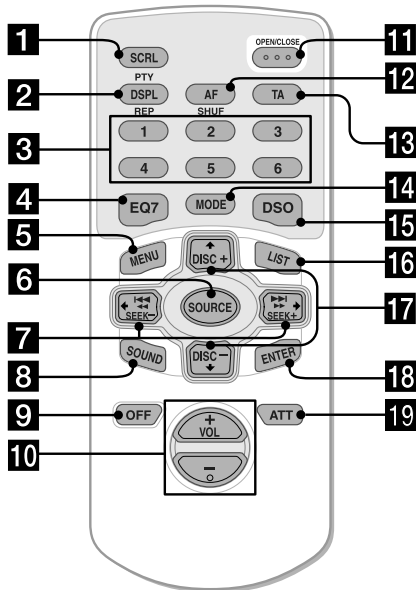 OPEN/CLOSE
1 SCRL 11
PTY 12
2 DSPL AF TA
REP SHUF 13
3 1 2 3
4 5 6
14
4 EQ7 MODE DSO
15
5 MENU DISC + LIST 16
6 SOURCE 17
7 SEEK– SEEK+
8 SOUND DISC – ENTER 18
9 OFF ATT 19
10 + VOL
–